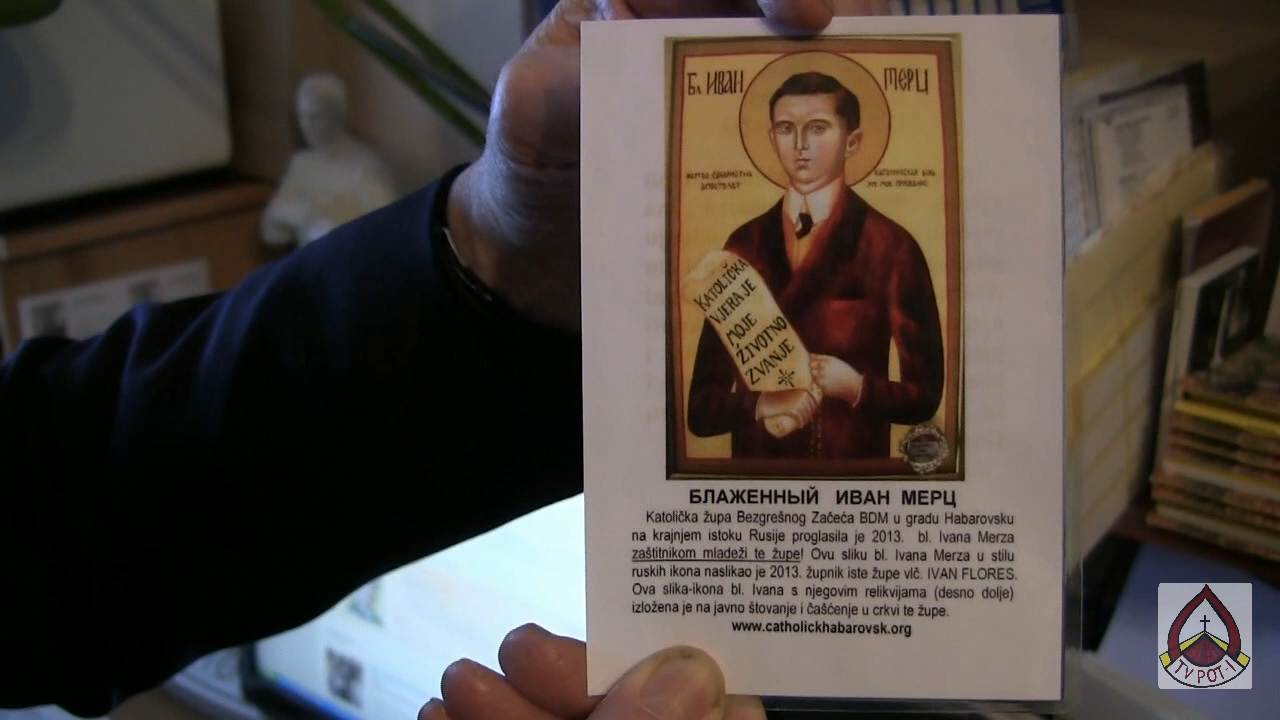 Бл ИВАН МЕРЦ
АПОСТОЛАТ
KATOLIČKA
VJERA JE
MOJE
ŽIVOTNO
ZVANJE
БЛАЖЕННЫЙ ИВАН МЕРЦ
Katolička župa Bezgrešnog Začeća BDM u gradu Habarovsku
na krajnjem istoku Rusije proglasila je 2013. bl. Ivana Merza
zaštitnikom mladeži te župe! Ovu sliku bl. Ivana Merza u stilu
ruskih ikona naslikao je 2013. župnik iste župe vlč. IVAN FLORES.
Ova slika-ikona bl. Ivana s njegovim relikvijama (desno dolje)
izložena je na javno štovanje i čašćenje u crkvi te župe.
www.catholickhabarovsk.org
TV POT-1